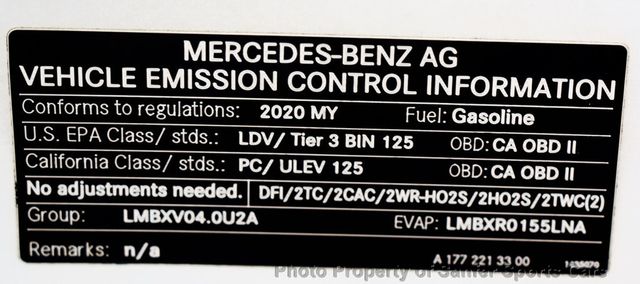 MERCEDES-BENZ AG
VEHICLE EMISSION CONTROL INFORMATION
Conforms to regulations: 2020 MY Fuel: Gasoline
U.S. EPA Class/ stds.: LDV/ Tier 3 BIN 125 OBD: CA OBD II
California Class/ stds.: PC/ ULEV 125 OBD: CA OBD II
No adjustments needed. DFI/2TC/2CAC/2WR-HO2S/2HO2S/2TWC(2)
Group: LMBXV04.0U2A EVAP: LMBXR0155LNA
Remarks: n/a A 177 221 33 00
Photo Property of Sports Cars